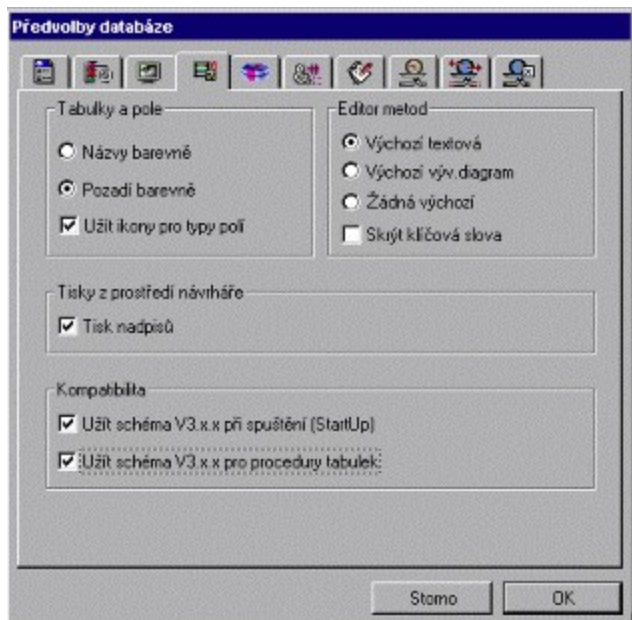 Předvolby databáze
Tabulky a pole
Názvy barevně
Pozadí barevně
Užít ikony pro typy polí
Editor metod
Výchozí textová
Výchozí výv.diagram
Žádná výchozí
Skrýt klíčová slova
Tisky z prostředí návrháře
Tisk nadpisů
Kompatibilita
Užít schéma V3.x.x při spuštění (StartUp)
Užít schéma V3.x.x pro procedury tabulek
Storno
OK